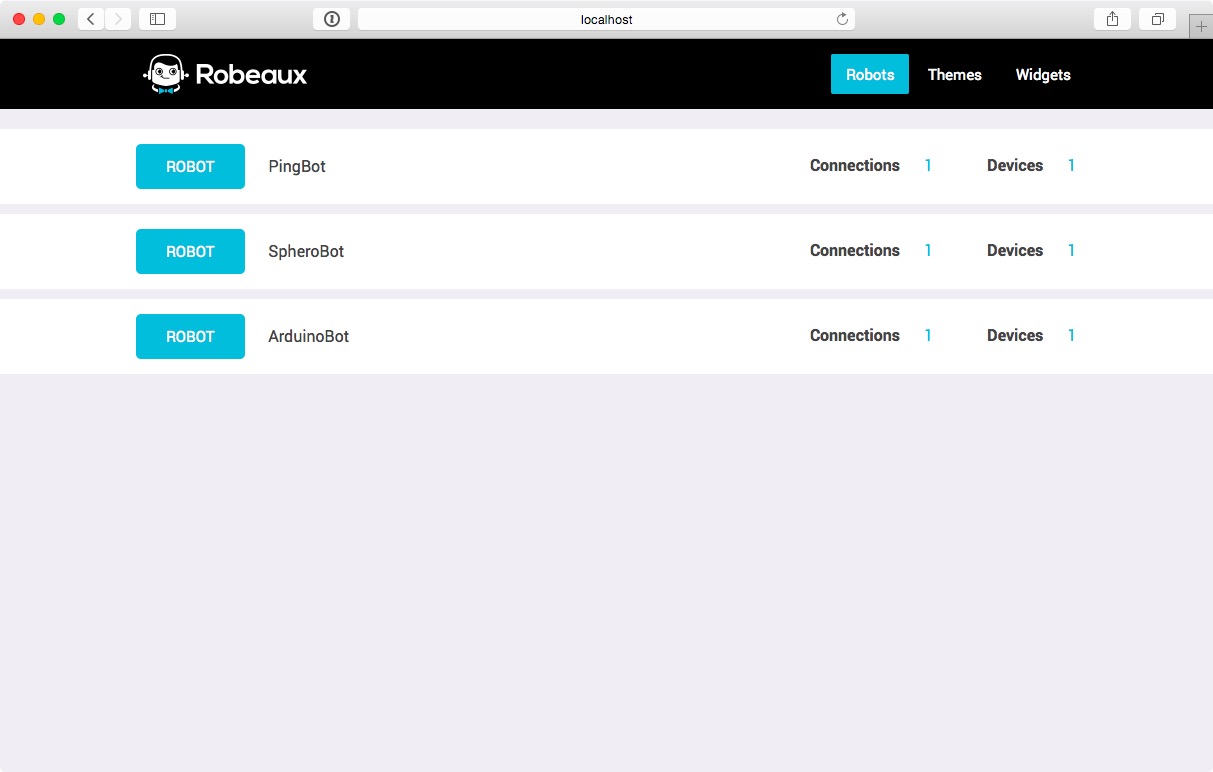 localhost
Robeaux Robots Themes Widgets
ROBOT PingBot Connections 1 Devices 1
ROBOT SpheroBot Connections 1 Devices 1
ROBOT ArduinoBot Connections 1 Devices 1